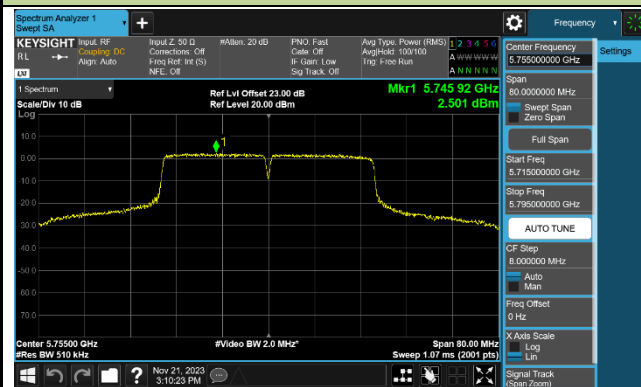 Spectrum Analyzer 1
Swept SA
+
Frequency
KEYSIGHT
RL
LXI
Input: RF
Coupling: DC
Align: Auto
Input Z: 50 Ω
Corrections: Off
Freq Ref: Int (S)
NFE: Off
#Atten: 20 dB
PNO: Fast
Gate: Off
IF Gain: Low
Sig Track: Off
Avg Type: Power (RMS)
Avg|Hold: 100/100
Trig: Free Run
1 2 3 4 5 6
A W W W W W
A N N N N N
Center Frequency
5.755000000 GHz
Settings
Span
80.0000000 MHz
Swept Span
Zero Span
Full Span
Start Freq
5.715000000 GHz
Stop Freq
5.795000000 GHz
AUTO TUNE
CF Step
8.000000 MHz
Auto
Man
Freq Offset
0 Hz
X Axis Scale
Log
Lin
Signal Track
(Span Zoom)
1 Spectrum
Scale/Div 10 dB
Log
Ref Lvl Offset 23.00 dB
Ref Level 20.00 dBm
Mkr1 5.745 92 GHz
2.501 dBm
1
10.0
0.00
-10.0
-20.0
-30.0
-40.0
-50.0
-60.0
-70.0
Center 5.75500 GHz
#Res BW 510 kHz
#Video BW 2.0 MHz*
Span 80.00 MHz
Sweep 1.07 ms (2001 pts)
?
Nov 21, 2023
3:10:23 PM